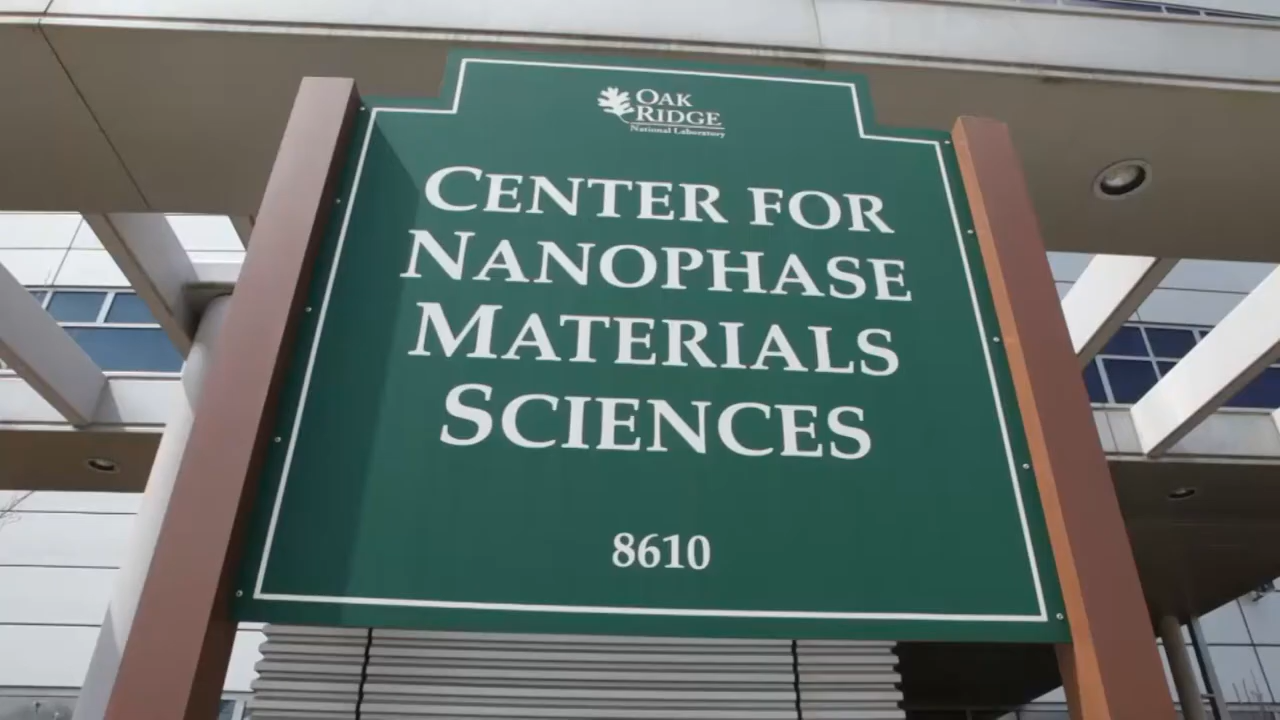 OAK
RIDGE
National Laboratory
CENTER FOR
NANOPHASE
MATERIALS
SCIENCES
8610